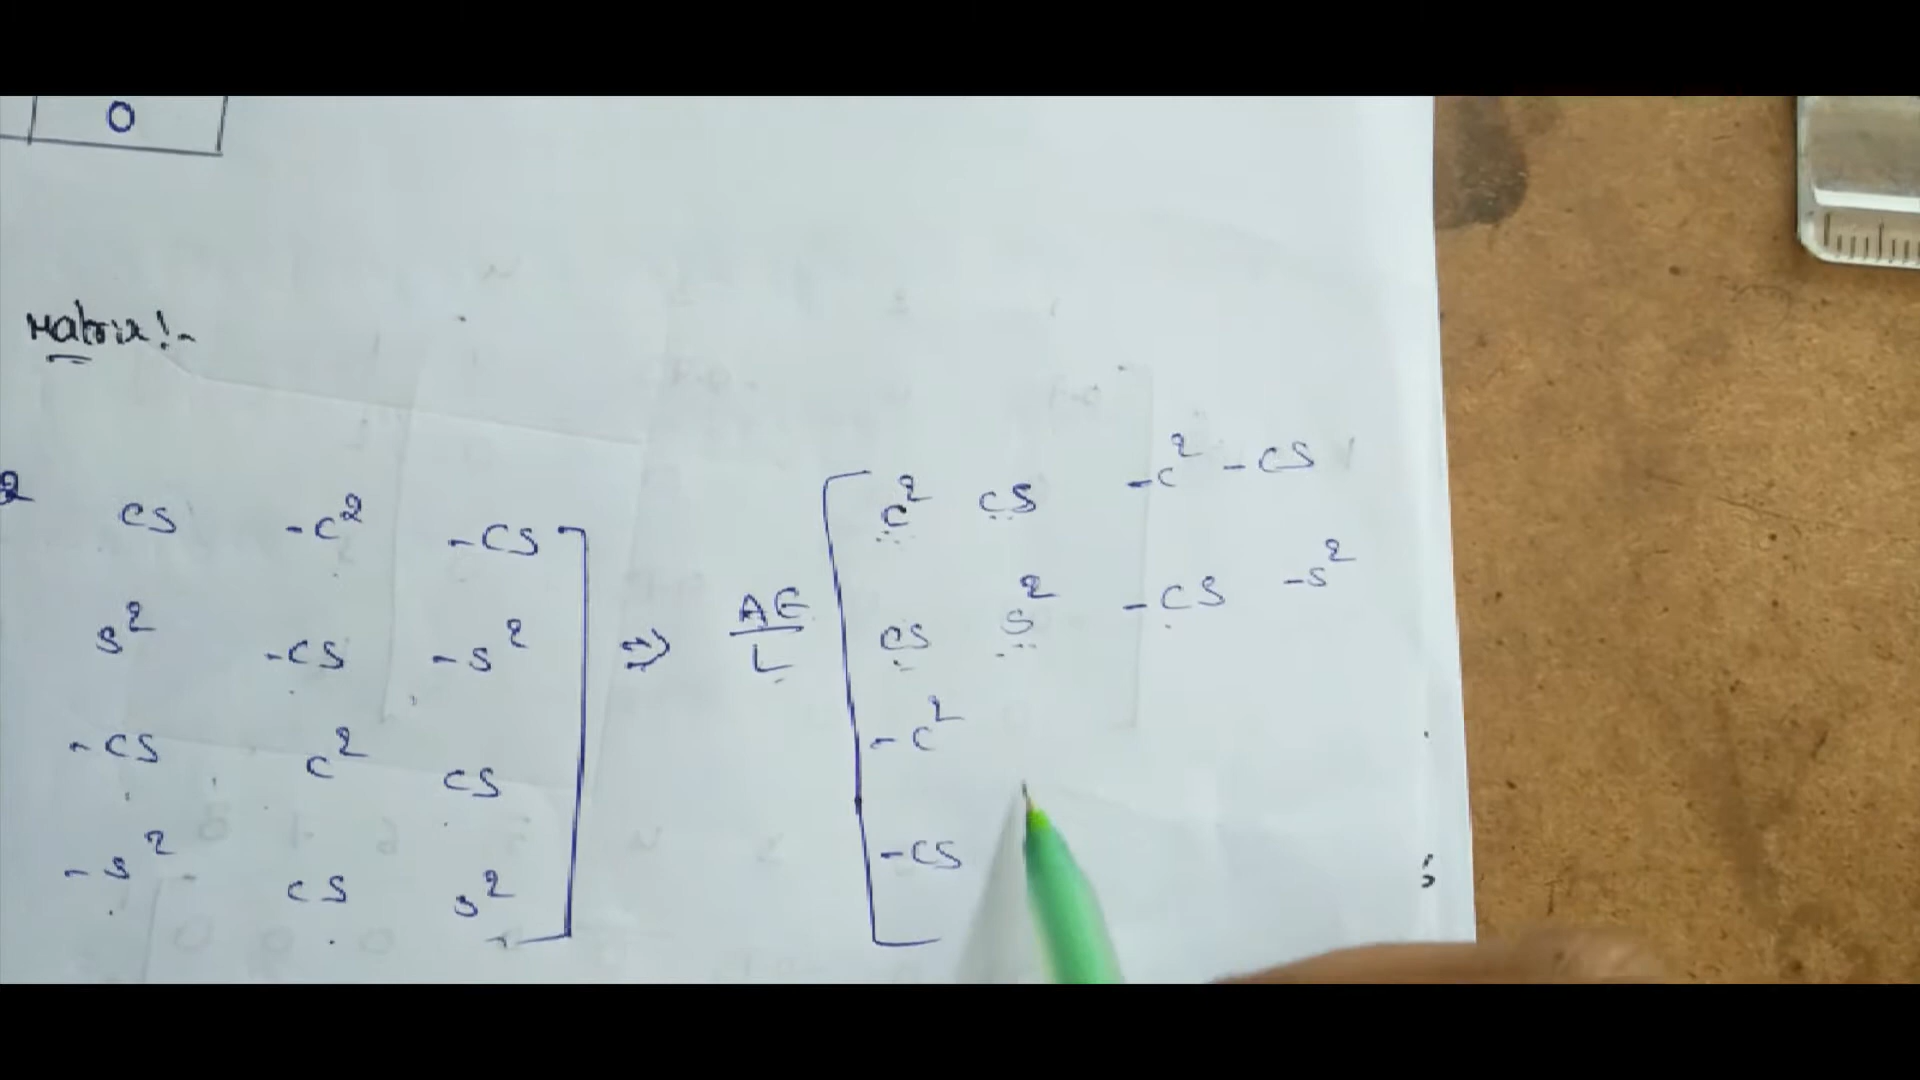 0
Matrix:-
2 cs -c² -cs ] ⇒ AE/L [ c² cs -c² -cs
s² -cs -s² cs s² -cs -s²
-cs c² cs -c²
-s² cs s² -cs